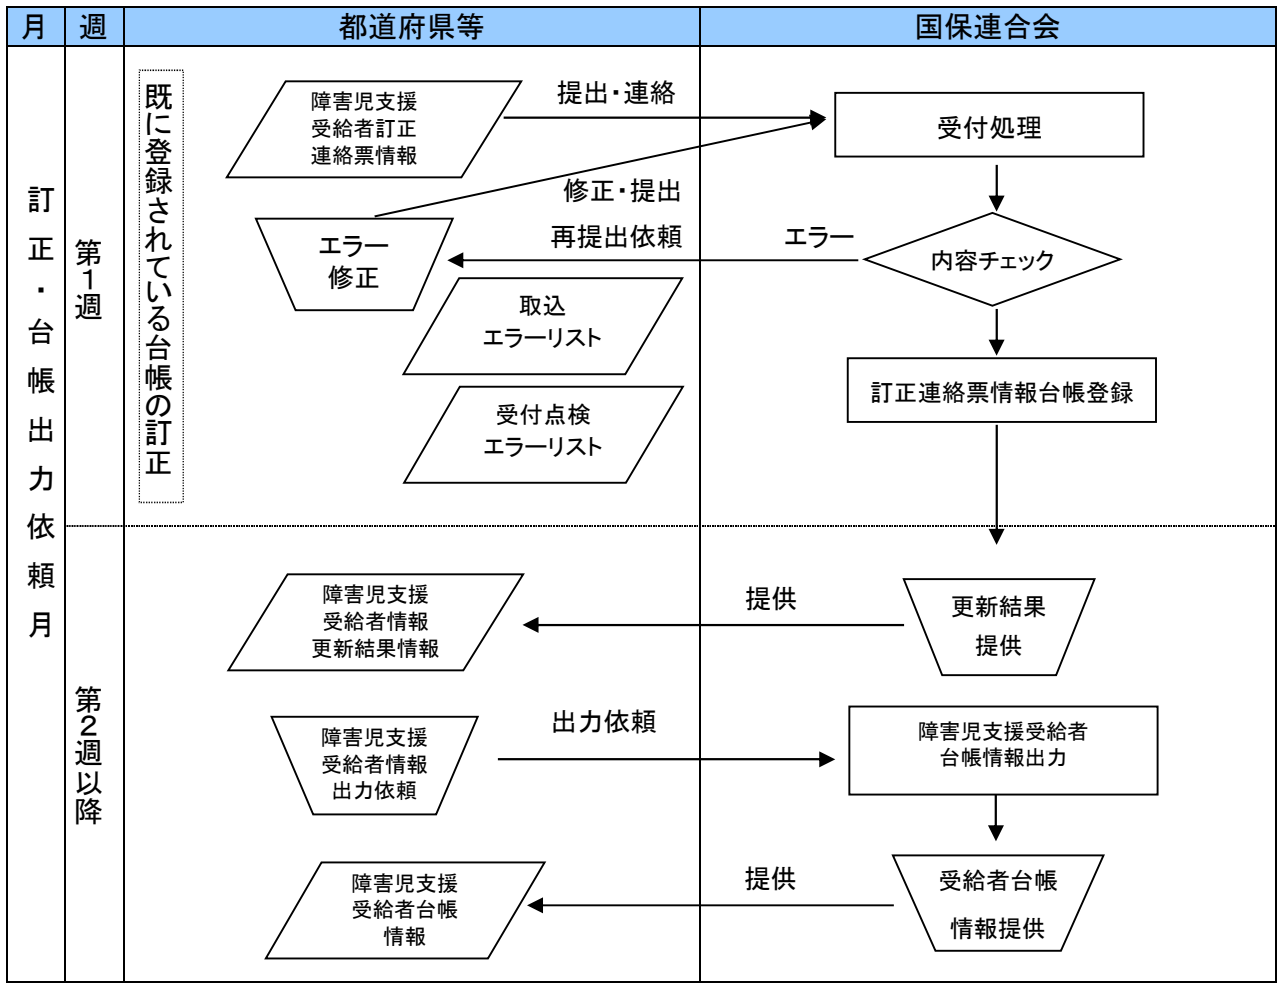 月
週
都道府県等
国保連合会
訂正・台帳出力依頼月
第1週
既に登録されている台帳の訂正
障害児支援
受給者訂正
連絡票情報
提出・連絡
受付処理
修正・提出
エラー
修正
再提出依頼
エラー
内容チェック
取込
エラーリスト
訂正連絡票情報台帳登録
受付点検
エラーリスト
第2週以降
障害児支援
受給者情報
更新結果情報
提供
更新結果
提供
障害児支援
受給者情報
出力依頼
出力依頼
障害児支援受給者
台帳情報出力
障害児支援
受給者台帳
情報
提供
受給者台帳
情報提供